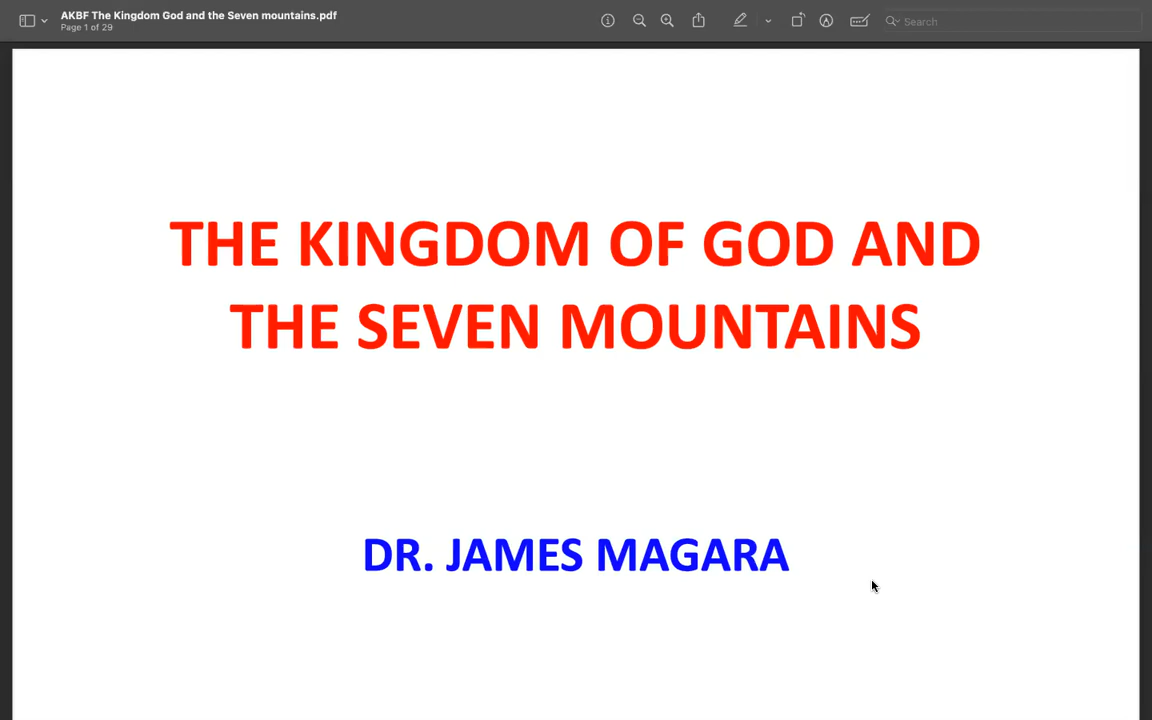 AKBF The Kingdom God and the Seven mountains.pdf
Page 1 of 29
Search
THE KINGDOM OF GOD AND
THE SEVEN MOUNTAINS
DR. JAMES MAGARA